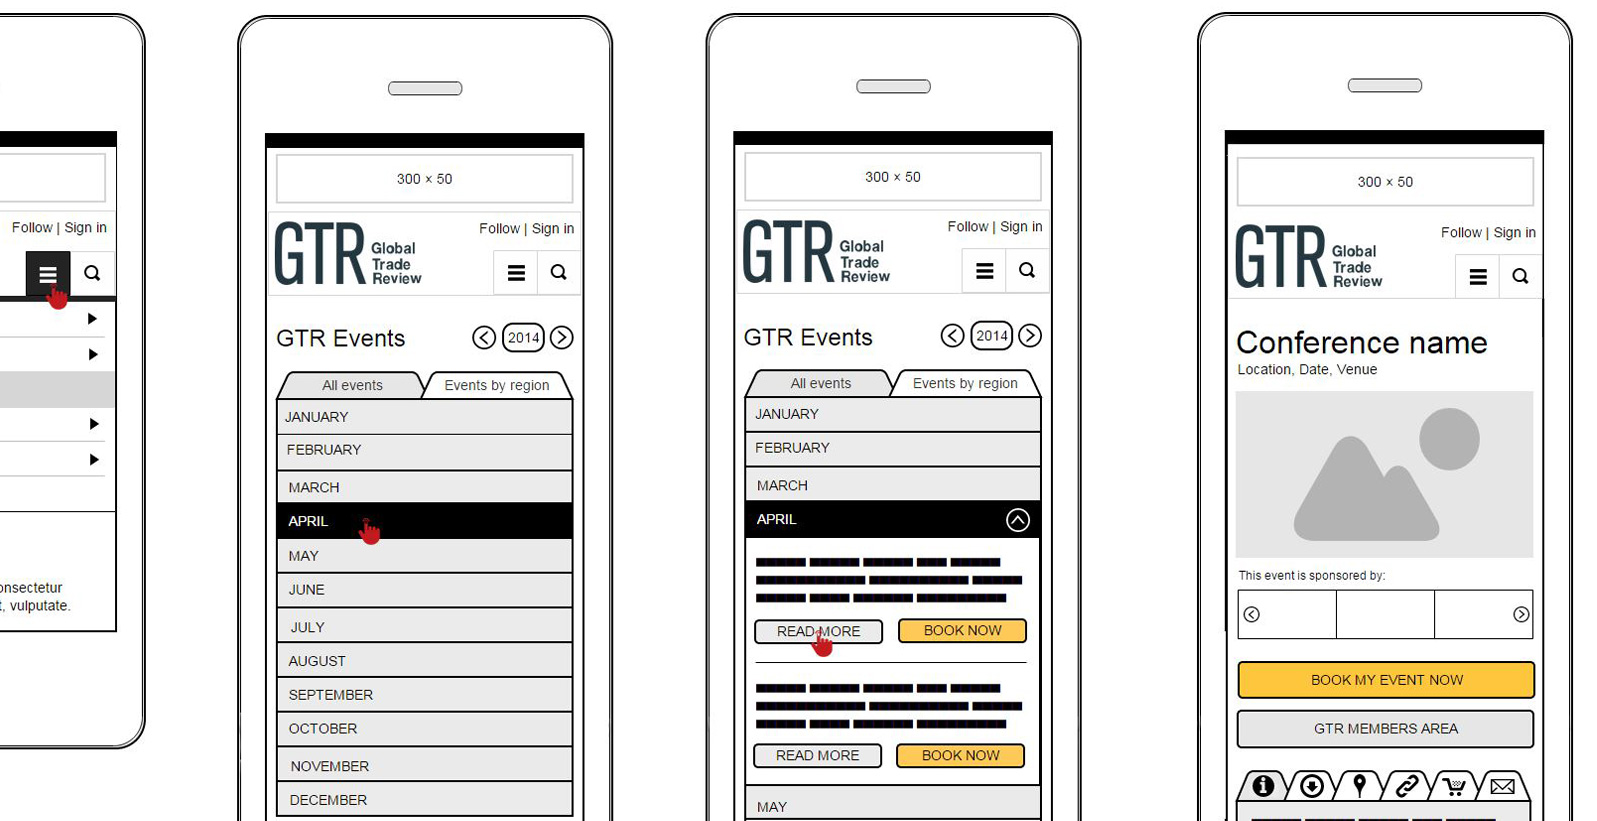 Follow | Sign in
onsectetur
t, vulputate.
300 × 50
Follow | Sign in
GTR Global
Trade
Review
GTR Events
2014
All events
Events by region
JANUARY
FEBRUARY
MARCH
APRIL
MAY
JUNE
JULY
AUGUST
SEPTEMBER
OCTOBER
NOVEMBER
DECEMBER
300 × 50
Follow | Sign in
GTR Global
Trade
Review
GTR Events
2014
All events
Events by region
JANUARY
FEBRUARY
MARCH
APRIL
READ MORE
BOOK NOW
READ MORE
BOOK NOW
MAY
300 × 50
Follow | Sign in
GTR Global
Trade
Review
Conference name
Location, Date, Venue
This event is sponsored by:
BOOK MY EVENT NOW
GTR MEMBERS AREA